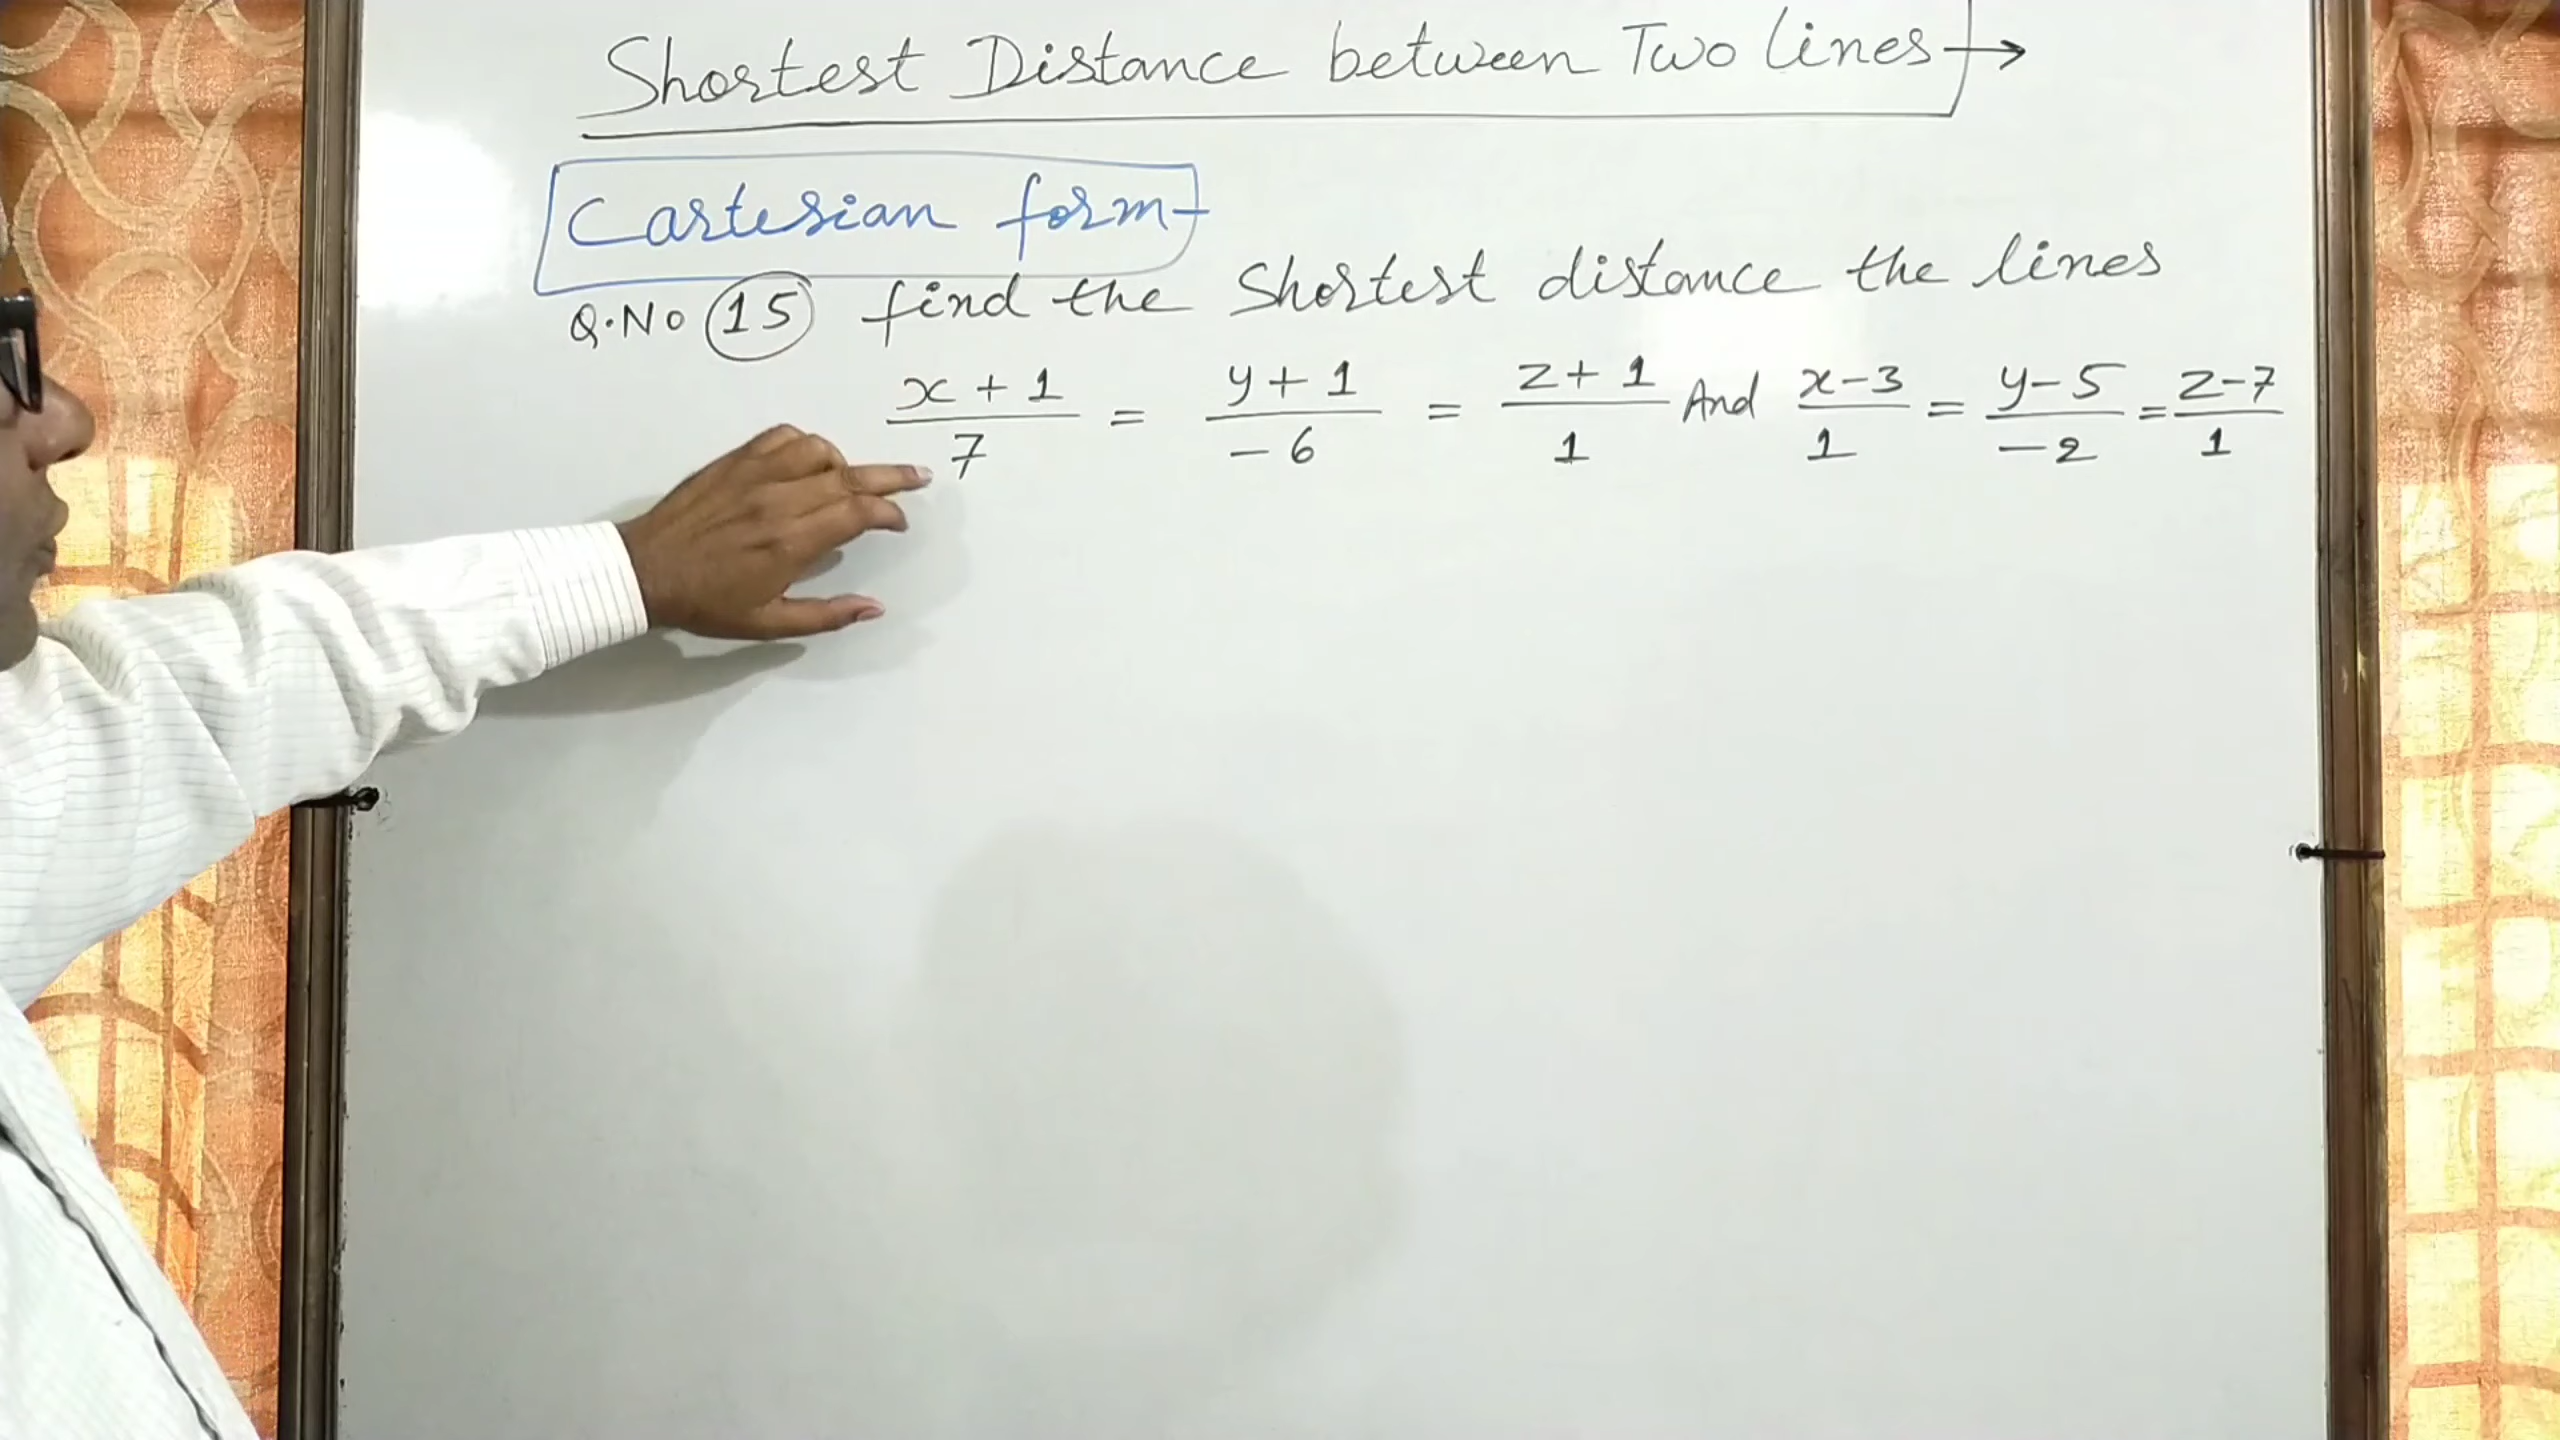 Shortest Distance between Two lines →
Cartesian form-
Q.No 15 find the Shortest distance the lines
x+1/7 = y+1/-6 = z+1/1 And x-3/1 = y-5/-2 = z-7/1